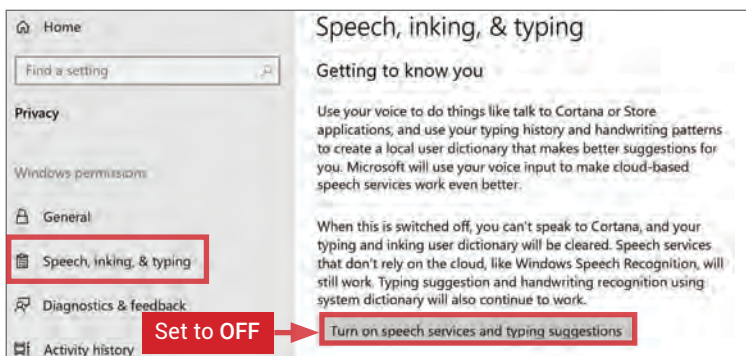 Home
Find a setting
Privacy
Windows permissions
General
Speech, inking, & typing
Diagnostics & feedback
Activity history
Speech, inking, & typing
Getting to know you
Use your voice to do things like talk to Cortana or Store
applications, and use your typing history and handwriting patterns
to create a local user dictionary that makes better suggestions for
you. Microsoft will use your voice input to make cloud-based
speech services work even better.
When this is switched off, you can't speak to Cortana, and your
typing and inking user dictionary will be cleared. Speech services
that don't rely on the cloud, like Windows Speech Recognition, will
still work. Typing suggestion and handwriting recognition using
system dictionary will also continue to work.
Set to OFF
Turn on speech services and typing suggestions